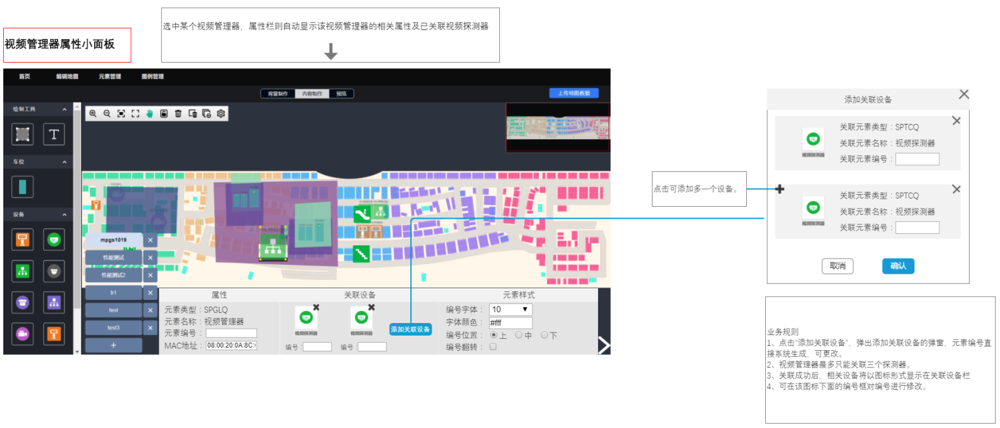 选中某个视频管理器，属性栏则自动显示该视频管理器的相关属性及已关联视频探测器
视频管理器属性小面板
首页 编辑地图 元素管理 图例管理
背景制作 内容制作 预览 上传地图数据
绘制工具
T
车位
设备
mpgs1019 ×
性能测试 ×
性能测试2 ×
b1 ×
test ×
test3 ×
+
属性
元素类型：SPGLQ
元素名称：视频管理器
元素编号：
MAC地址：08:00:20:0A:8C:
关联设备
视频探测器 视频探测器
添加关联设备
编号： 编号：
元素样式
编号字体： 10
字体颜色： #fff
编号位置： 上 中 下
编号翻转：
点击可添加多一个设备。
添加关联设备
关联元素类型：SPTCQ
关联元素名称：视频探测器
关联元素编号：
视频探测器
关联元素类型：SPTCQ
关联元素名称：视频探测器
关联元素编号：
视频探测器
取消 确认
业务规则
1、点击“添加关联设备”，弹出添加关联设备的弹窗，元素编号直
接系统生成，可更改。
2、视频管理器最多只能关联三个探测器。
3、关联成功后，相关设备将以图标形式显示在关联设备栏
4、可在该图标下面的编号框对编号进行修改。